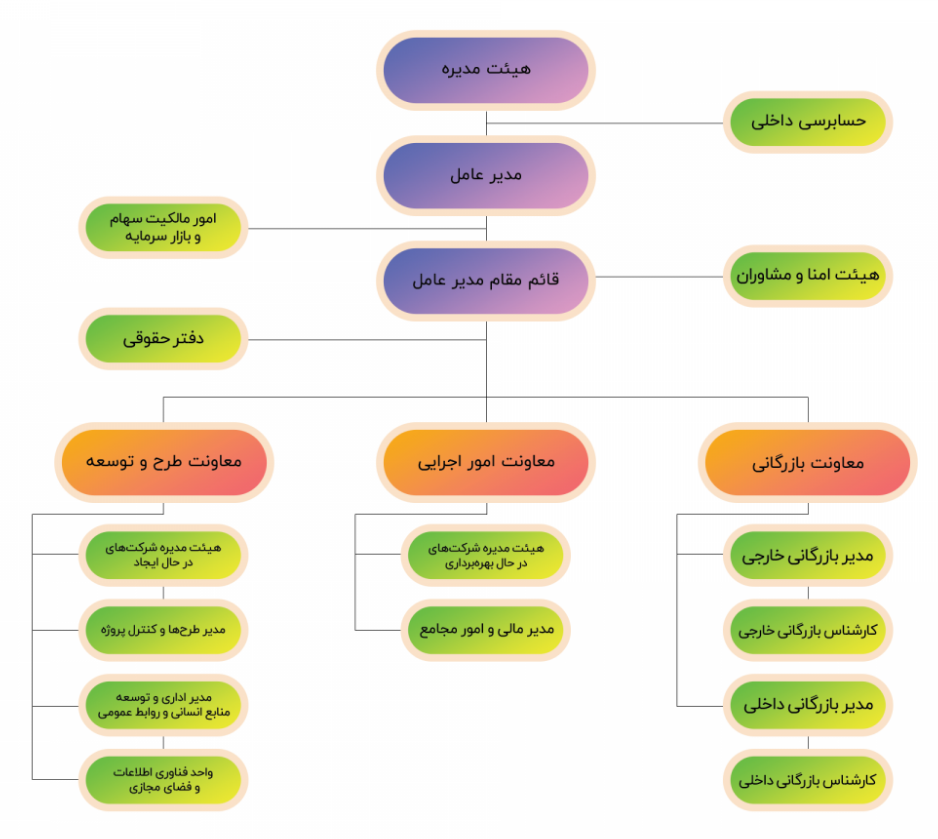 هیئت مدیره
حسابرسی داخلی
مدیر عامل
امور مالکیت سهام
و بازار سرمایه
هیئت امنا و مشاوران
قائم مقام مدیر عامل
دفتر حقوقی
معاونت بازرگانی
معاونت امور اجرایی
معاونت طرح و توسعه
مدیر بازرگانی خارجی
کارشناس بازرگانی خارجی
مدیر بازرگانی داخلی
کارشناس بازرگانی داخلی
هیئت مدیره شرکت‌های
در حال بهره‌برداری
مدیر مالی و امور مجامع
هیئت مدیره شرکت‌های
در حال ایجاد
مدیر طرح‌ها و کنترل پروژه
مدیر اداری و توسعه
منابع انسانی و روابط عمومی
واحد فناوری اطلاعات
و فضای مجازی